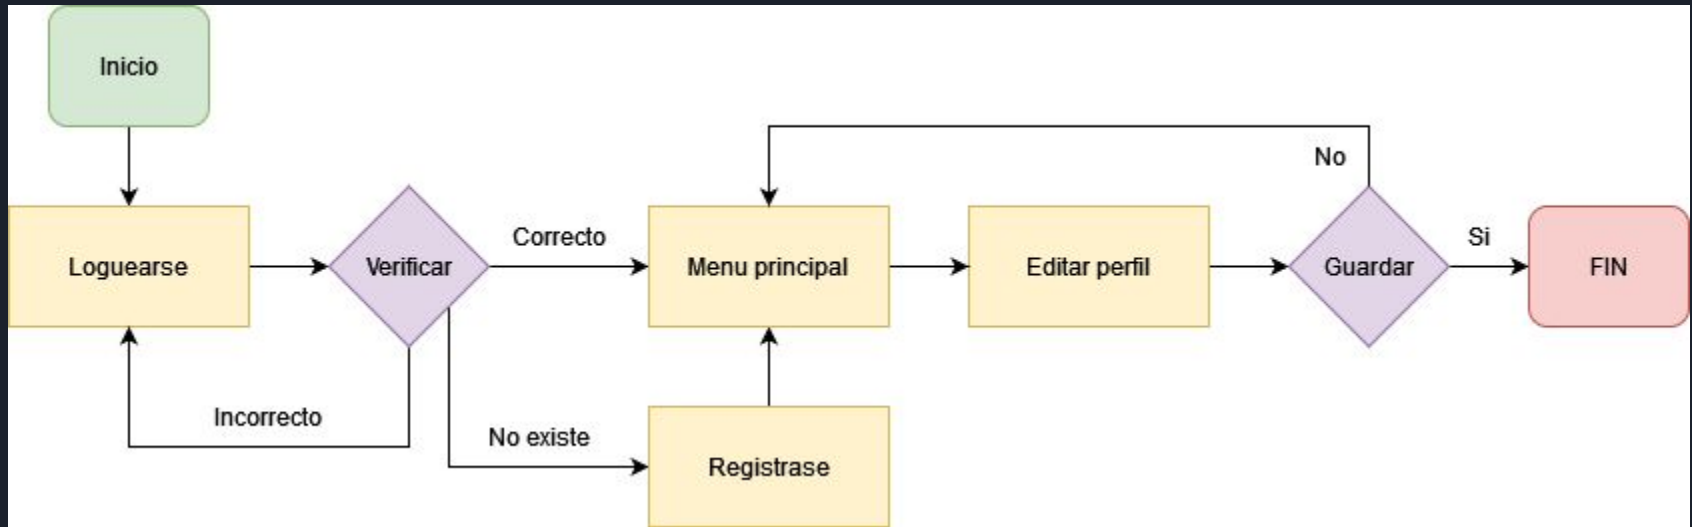 Inicio
No
Loguearse
Verificar
Correcto
Menu principal
Editar perfil
Guardar
Si
FIN
Incorrecto
No existe
Registrase